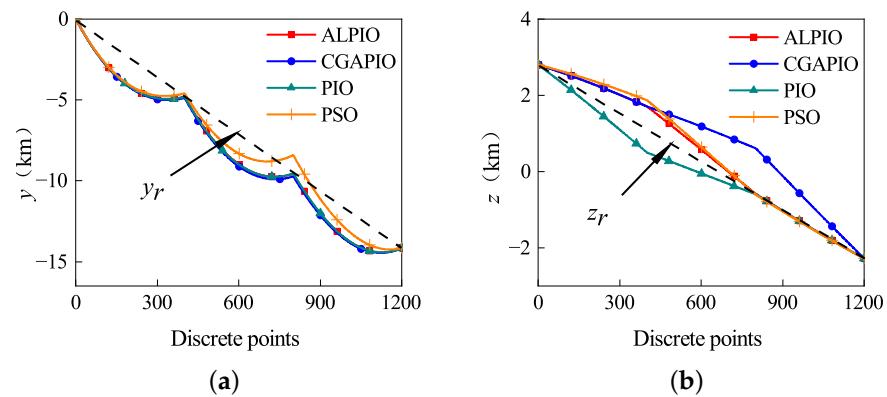 0
−5
−10
−15
y (km)
ALPIO
CGAPIO
PIO
PSO
y_r
0 300 600 900 1200
Discrete points
(a)
4
2
0
−2
z (km)
ALPIO
CGAPIO
PIO
PSO
z_r
0 300 600 900 1200
Discrete points
(b)